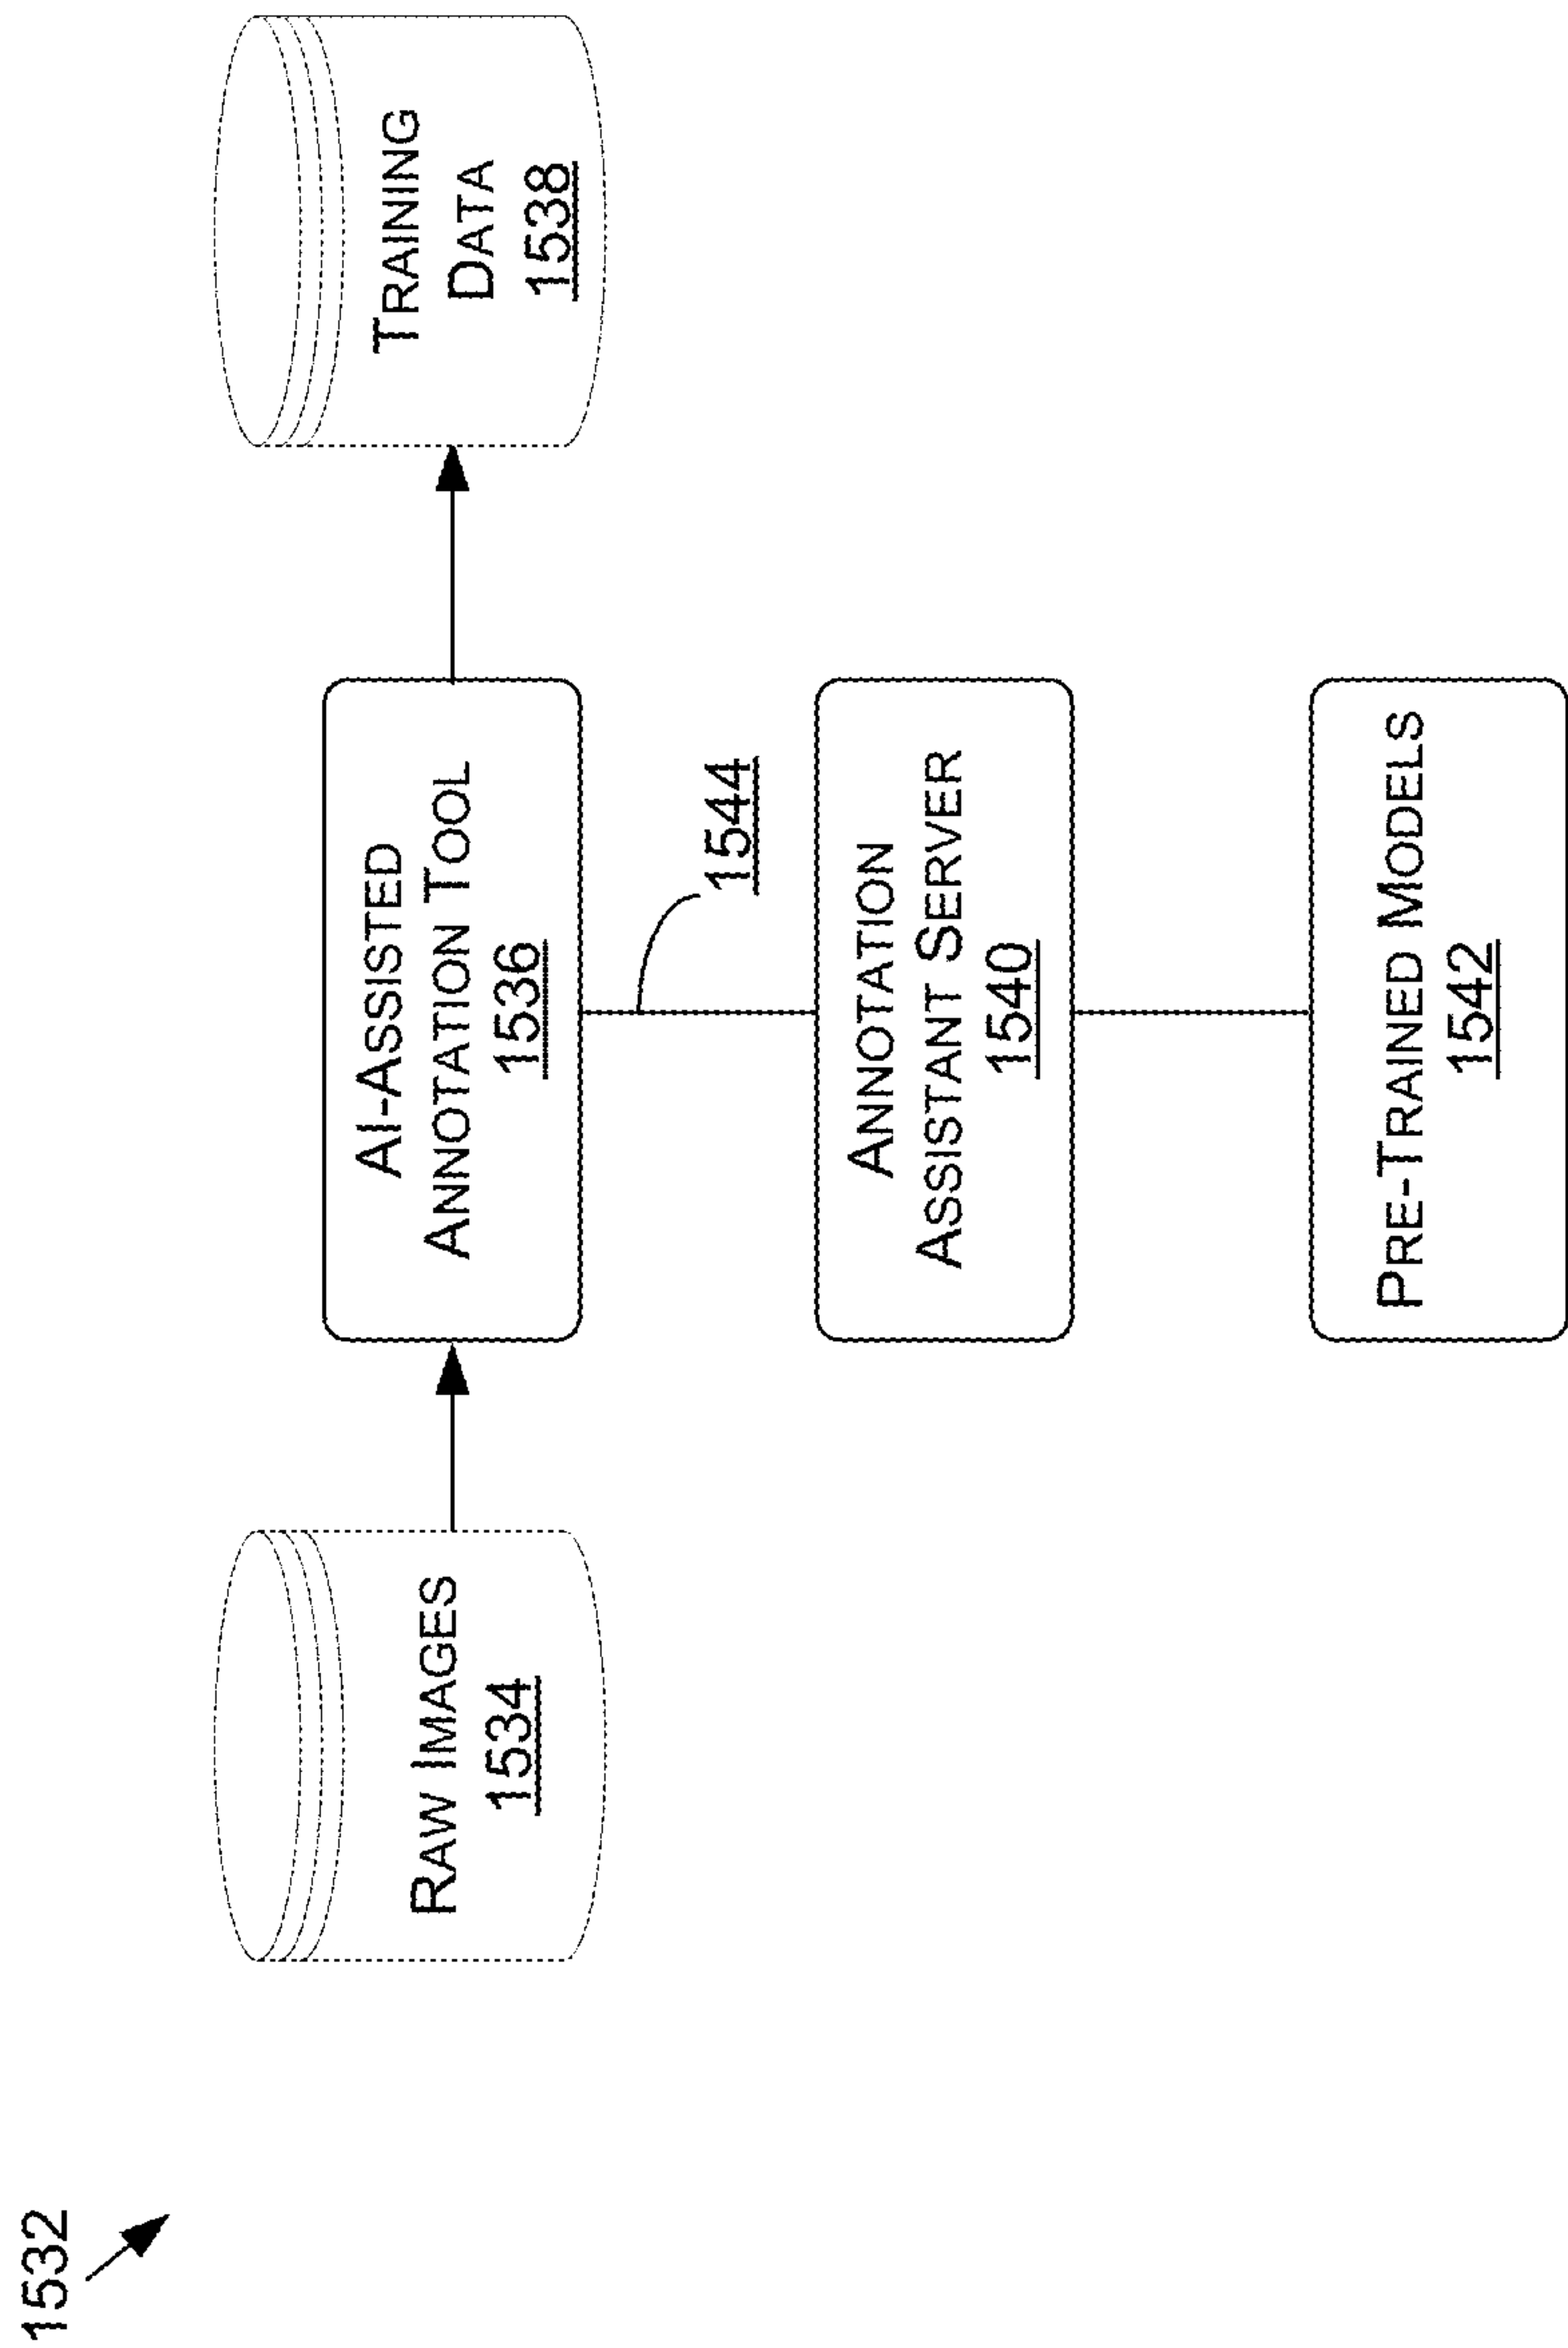 1532
RAW IMAGES
1534
AI-ASSISTED
ANNOTATION TOOL
1536
TRAINING
DATA
1538
1544
ANNOTATION
ASSISTANT SERVER
1540
PRE-TRAINED MODELS
1542